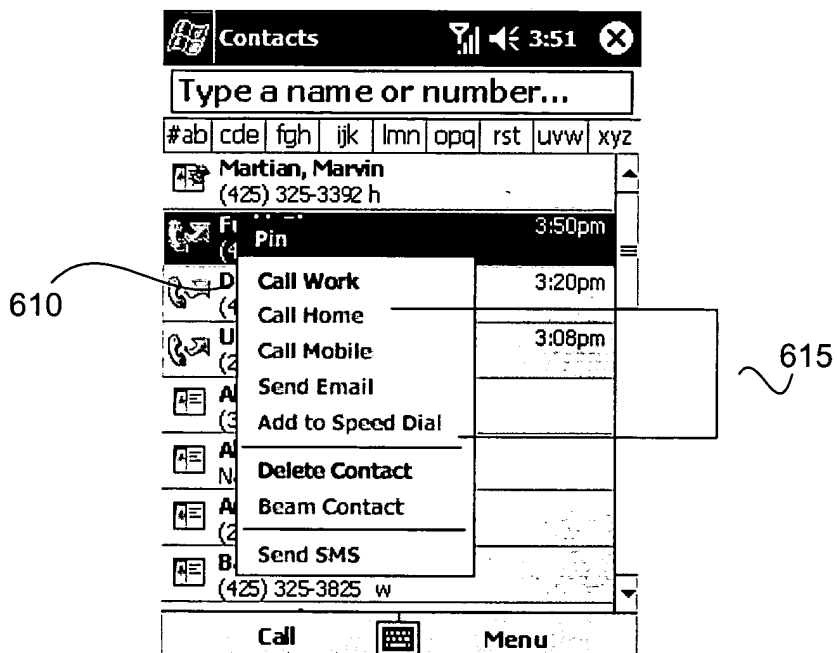 Contacts 3:51
Type a name or number...
#ab cde fgh ijk lmn opq rst uvw xyz
Martian, Marvin
(425) 325-3392 h
3:50pm
Pin
610
Call Work 3:20pm
Call Home
Call Mobile 3:08pm
615
Send Email
Add to Speed Dial
Delete Contact
Beam Contact
Send SMS
(425) 325-3825 w
Call Menu